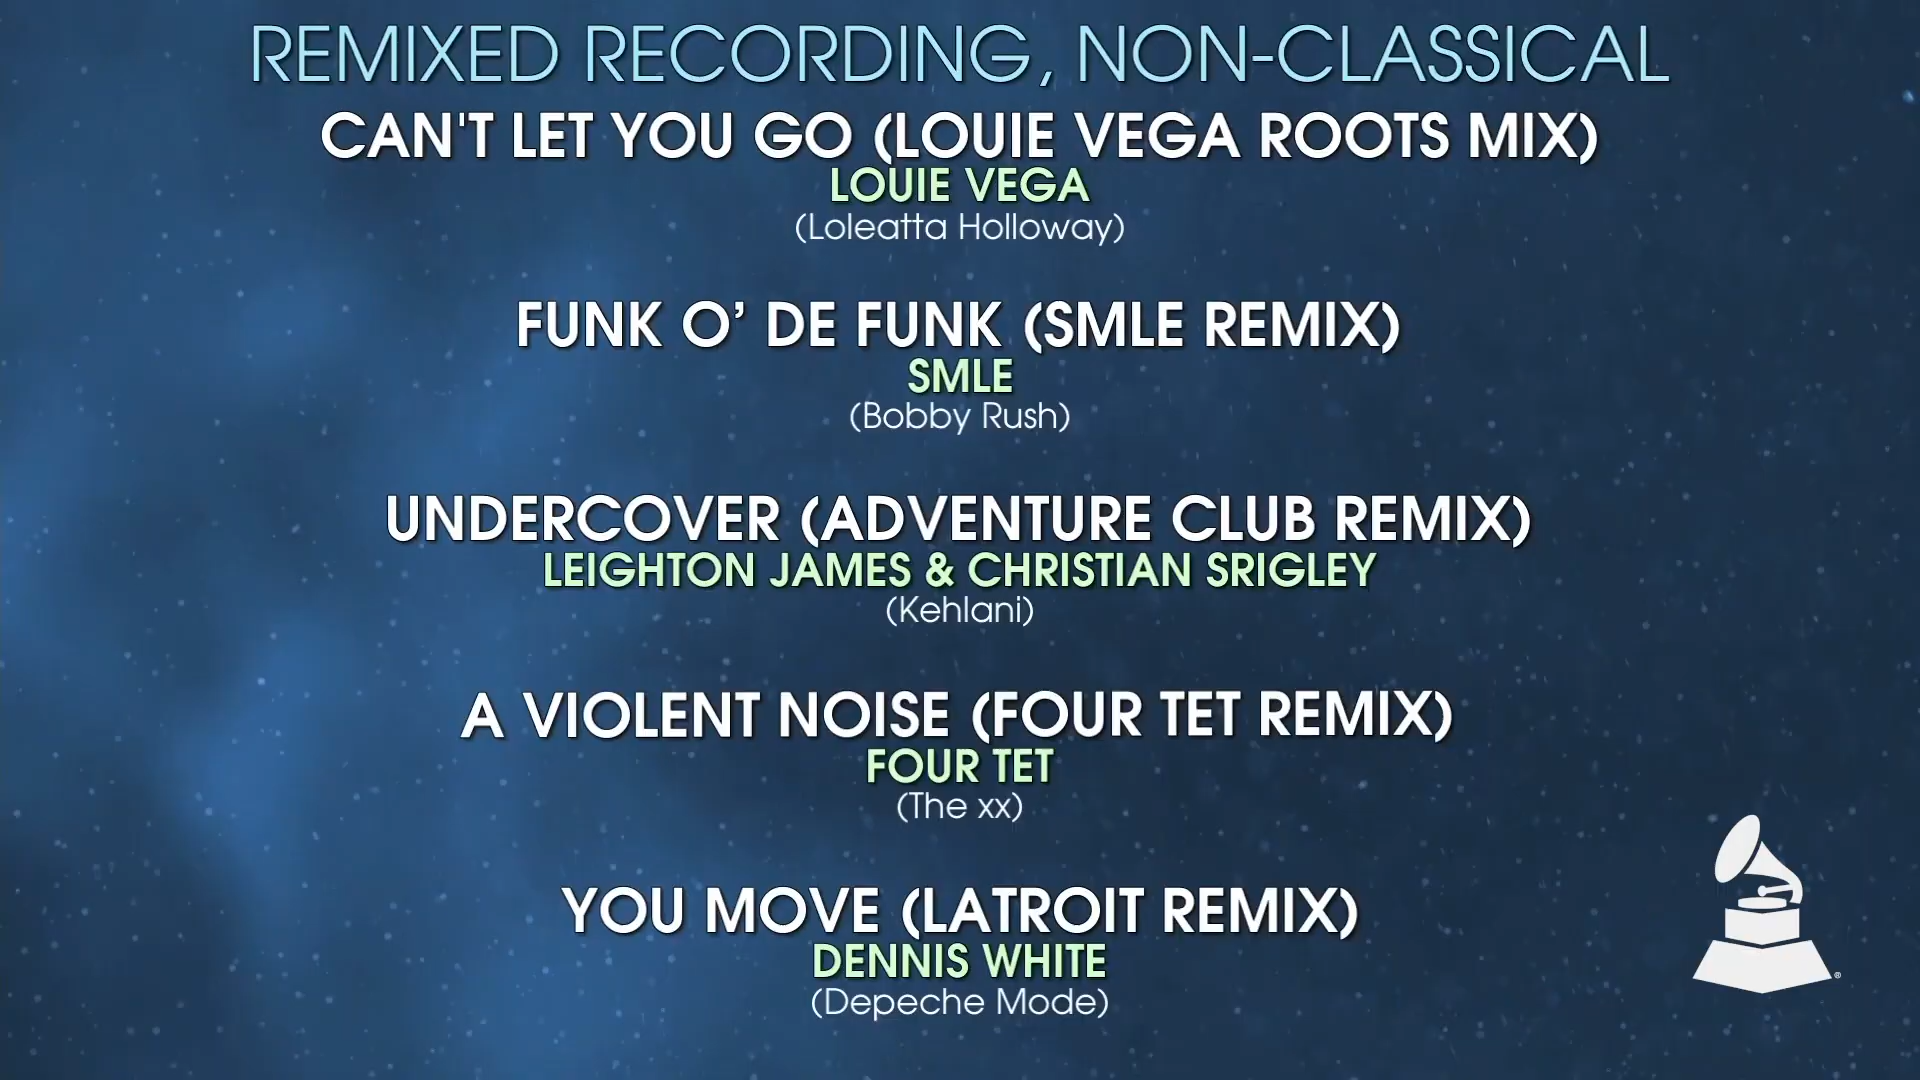 REMIXED RECORDING, NON-CLASSICAL
CAN'T LET YOU GO (LOUIE VEGA ROOTS MIX)
LOUIE VEGA
(Loleatta Holloway)
FUNK O’ DE FUNK (SMLE REMIX)
SMLE
(Bobby Rush)
UNDERCOVER (ADVENTURE CLUB REMIX)
LEIGHTON JAMES & CHRISTIAN SRIGLEY
(Kehlani)
A VIOLENT NOISE (FOUR TET REMIX)
FOUR TET
(The xx)
YOU MOVE (LATROIT REMIX)
DENNIS WHITE
(Depeche Mode)
®